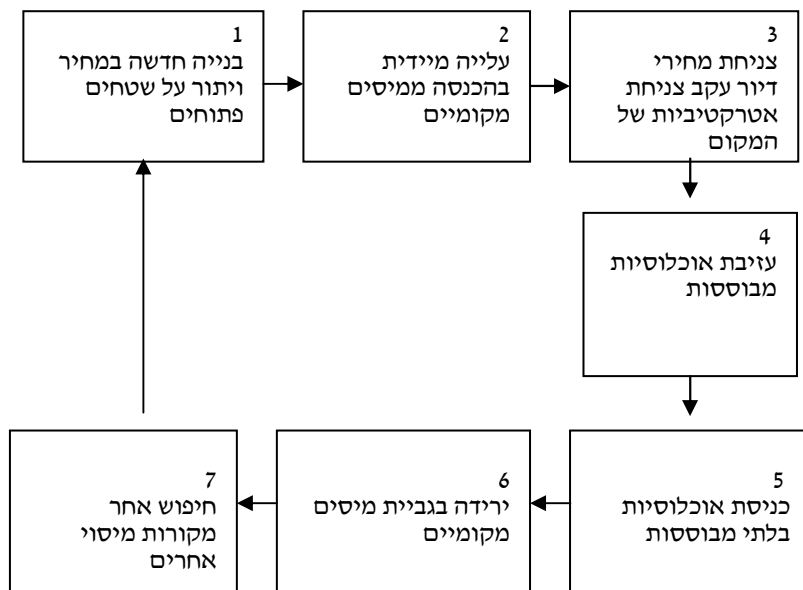 1
בנייה חדשה במחיר
ויתור על שטחים
פתוחים
2
עלייה מיידית
בהכנסה ממיסים
מקומיים
3
צניחת מחירי
דיור עקב צניחת
אטרקטיביות של
המקום
4
עזיבת אוכלוסיות
מבוססות
5
כניסת אוכלוסיות
בלתי מבוססות
6
ירידה בגביית מיסים
מקומיים
7
חיפוש אחר
מקורות מיסוי
אחרים